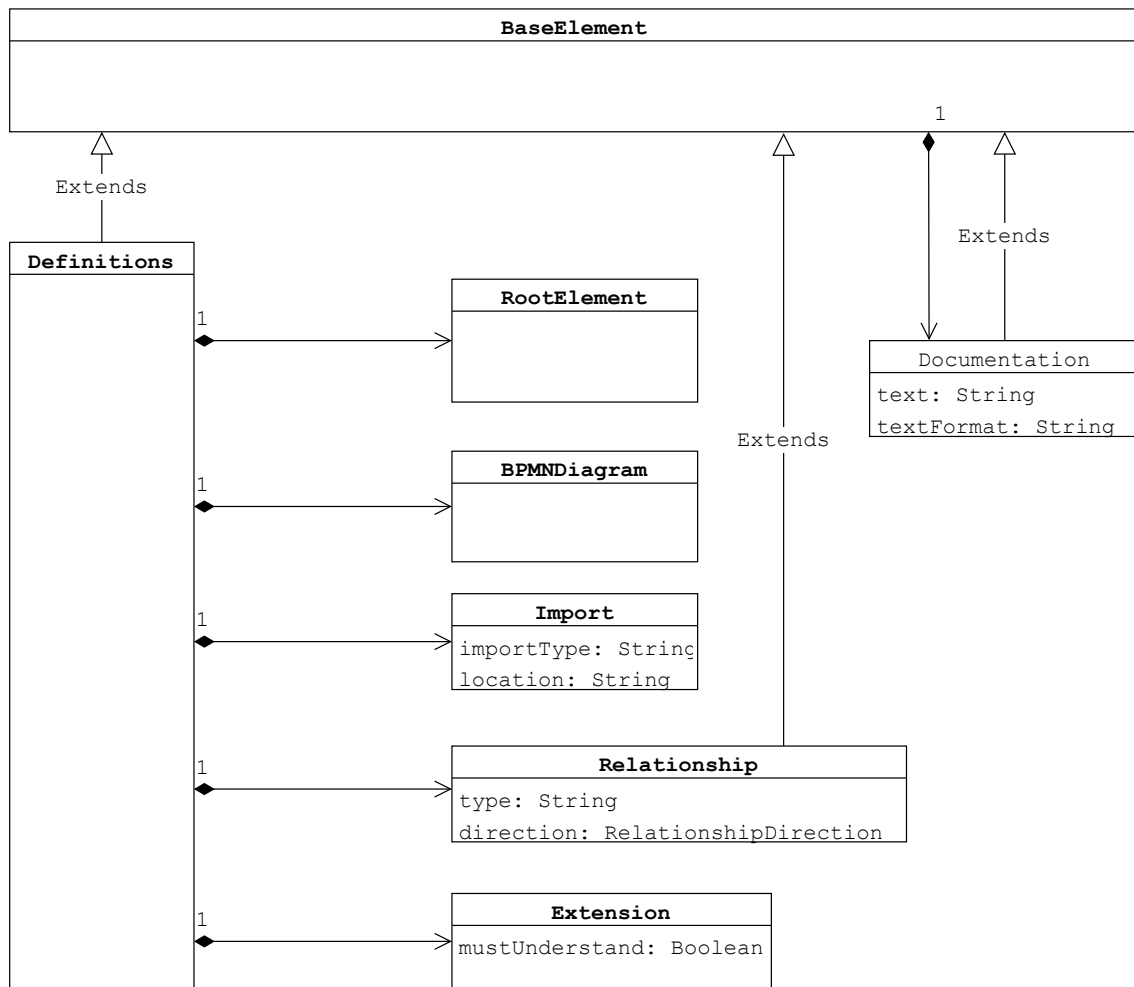 BaseElement
1
Extends
Extends
Definitions
RootElement
1
Documentation
text: String
textFormat: String
Extends
BPMNDiagram
1
Import
1
importType: String
location: String
Relationship
1
type: String
direction: RelationshipDirection
Extension
1
mustUnderstand: Boolean